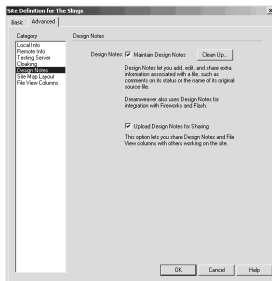 Site Definition for The Slugs
Basic Advanced
Category
Local Info
Remote Info
Testing Server
Cloaking
Design Notes
Site Map Layout
File View Columns
Design Notes
Design Notes: Maintain Design Notes Clean Up...
Design Notes let you add, edit, and share extra
information associated with a file, such as
comments on its status or the name of its original
source file.
Dreamweaver also uses Design Notes for
integration with Fireworks and Flash.
Upload Design Notes for Sharing
This option lets you share Design Notes and File
View columns with others working on the site.
OK Cancel Help